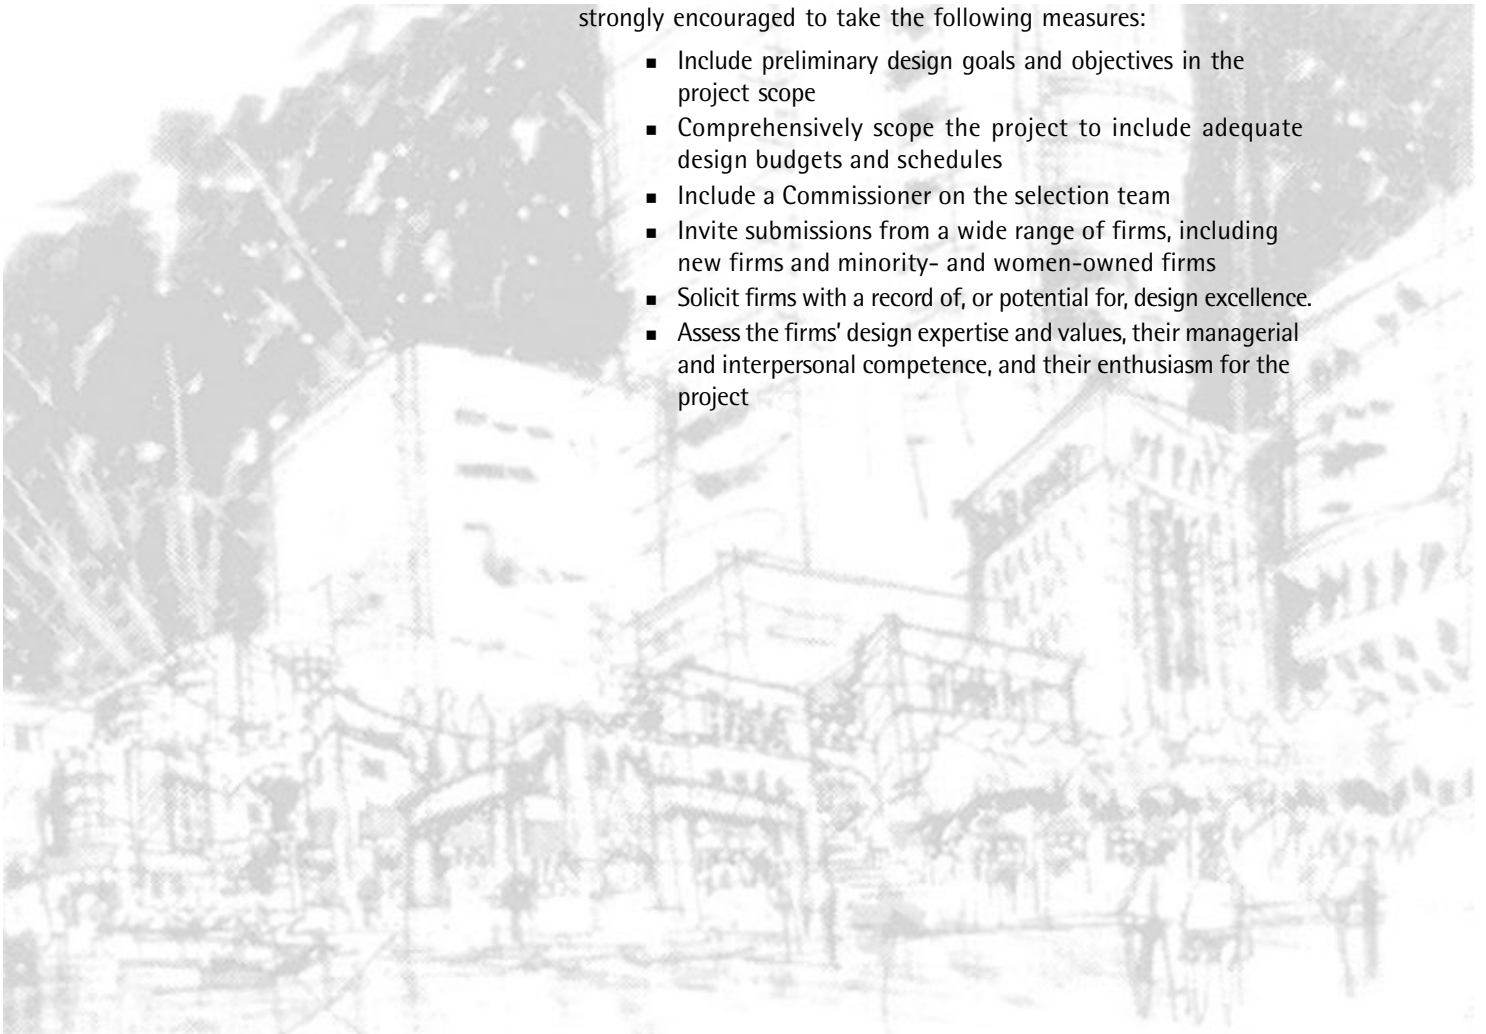 strongly encouraged to take the following measures:
▪ Include preliminary design goals and objectives in the
project scope
▪ Comprehensively scope the project to include adequate
design budgets and schedules
▪ Include a Commissioner on the selection team
▪ Invite submissions from a wide range of firms, including
new firms and minority- and women-owned firms
▪ Solicit firms with a record of, or potential for, design excellence.
▪ Assess the firms’ design expertise and values, their managerial
and interpersonal competence, and their enthusiasm for the
project